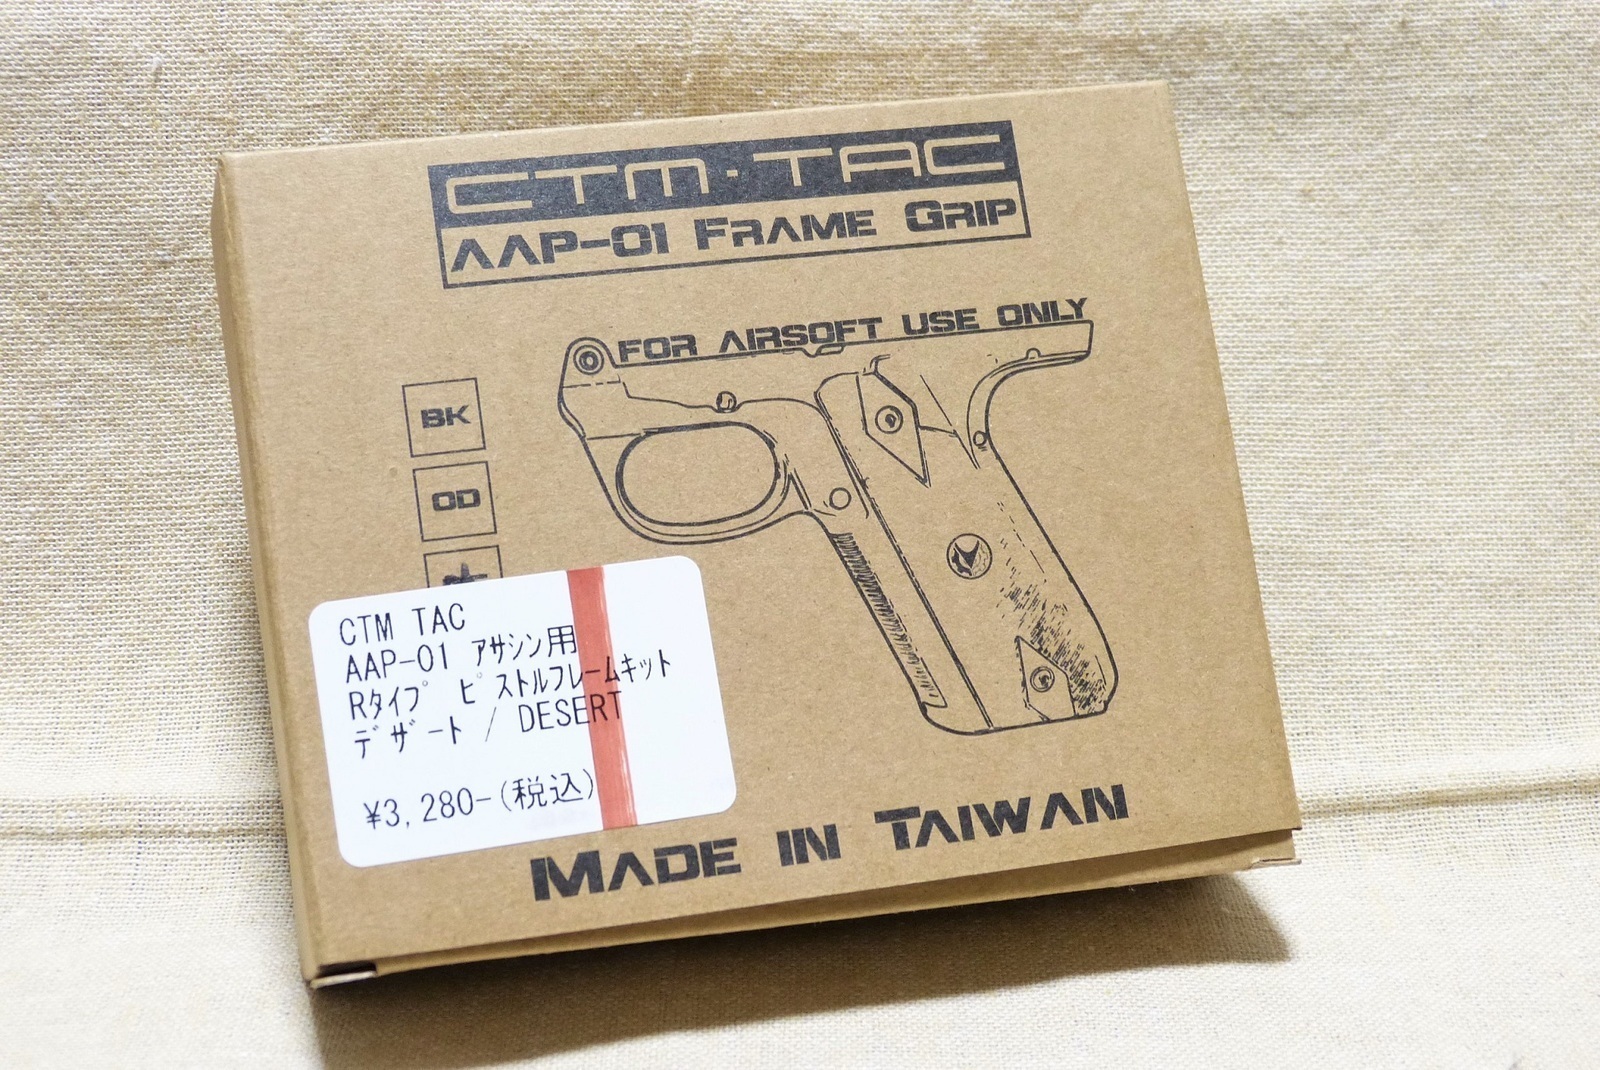 CTM·TAC
AAP-01 FRAME GRIP
FOR AIRSOFT USE ONLY
BK
OD
CTM TAC
AAP-01 アサシン用
Rタイプ ピストルフレームキット
デザート / DESERT
¥3,280-(税込)
MADE IN TAIWAN